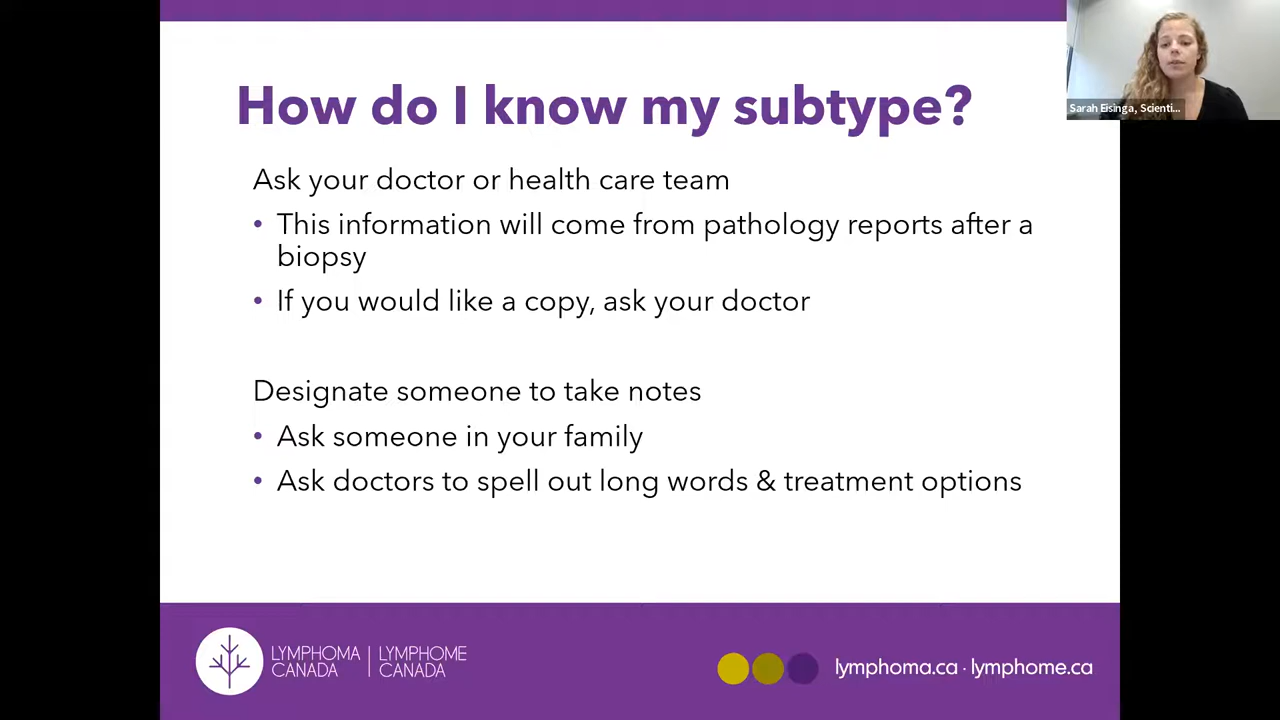 How do I know my subtype?
Sarah Eisinga, Scienti...
Ask your doctor or health care team
• This information will come from pathology reports after a
biopsy
• If you would like a copy, ask your doctor
Designate someone to take notes
• Ask someone in your family
• Ask doctors to spell out long words & treatment options
LYMPHOMA CANADA | LYMPHOME CANADA
lymphoma.ca · lymphome.ca